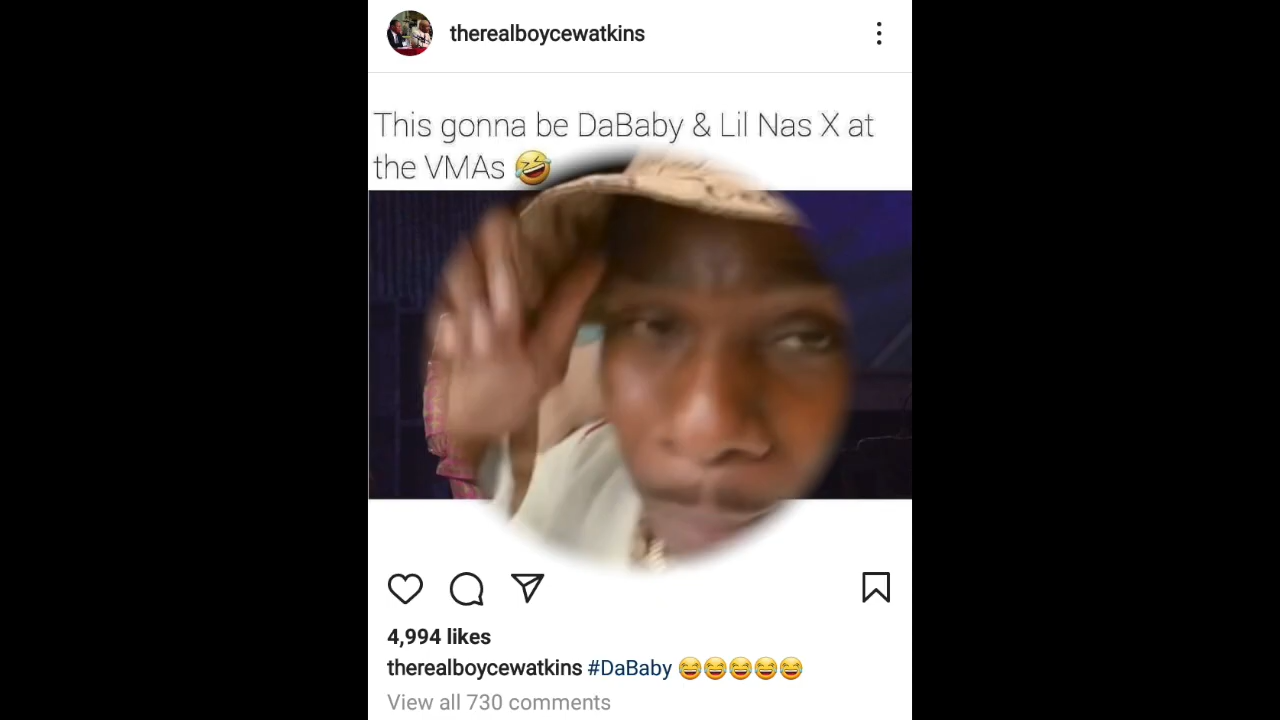 therealboycewatkins
This gonna be DaBaby & Lil Nas X at
the VMAs 🤣
4,994 likes
therealboycewatkins #DaBaby 😂😂😂😂😂
View all 730 comments